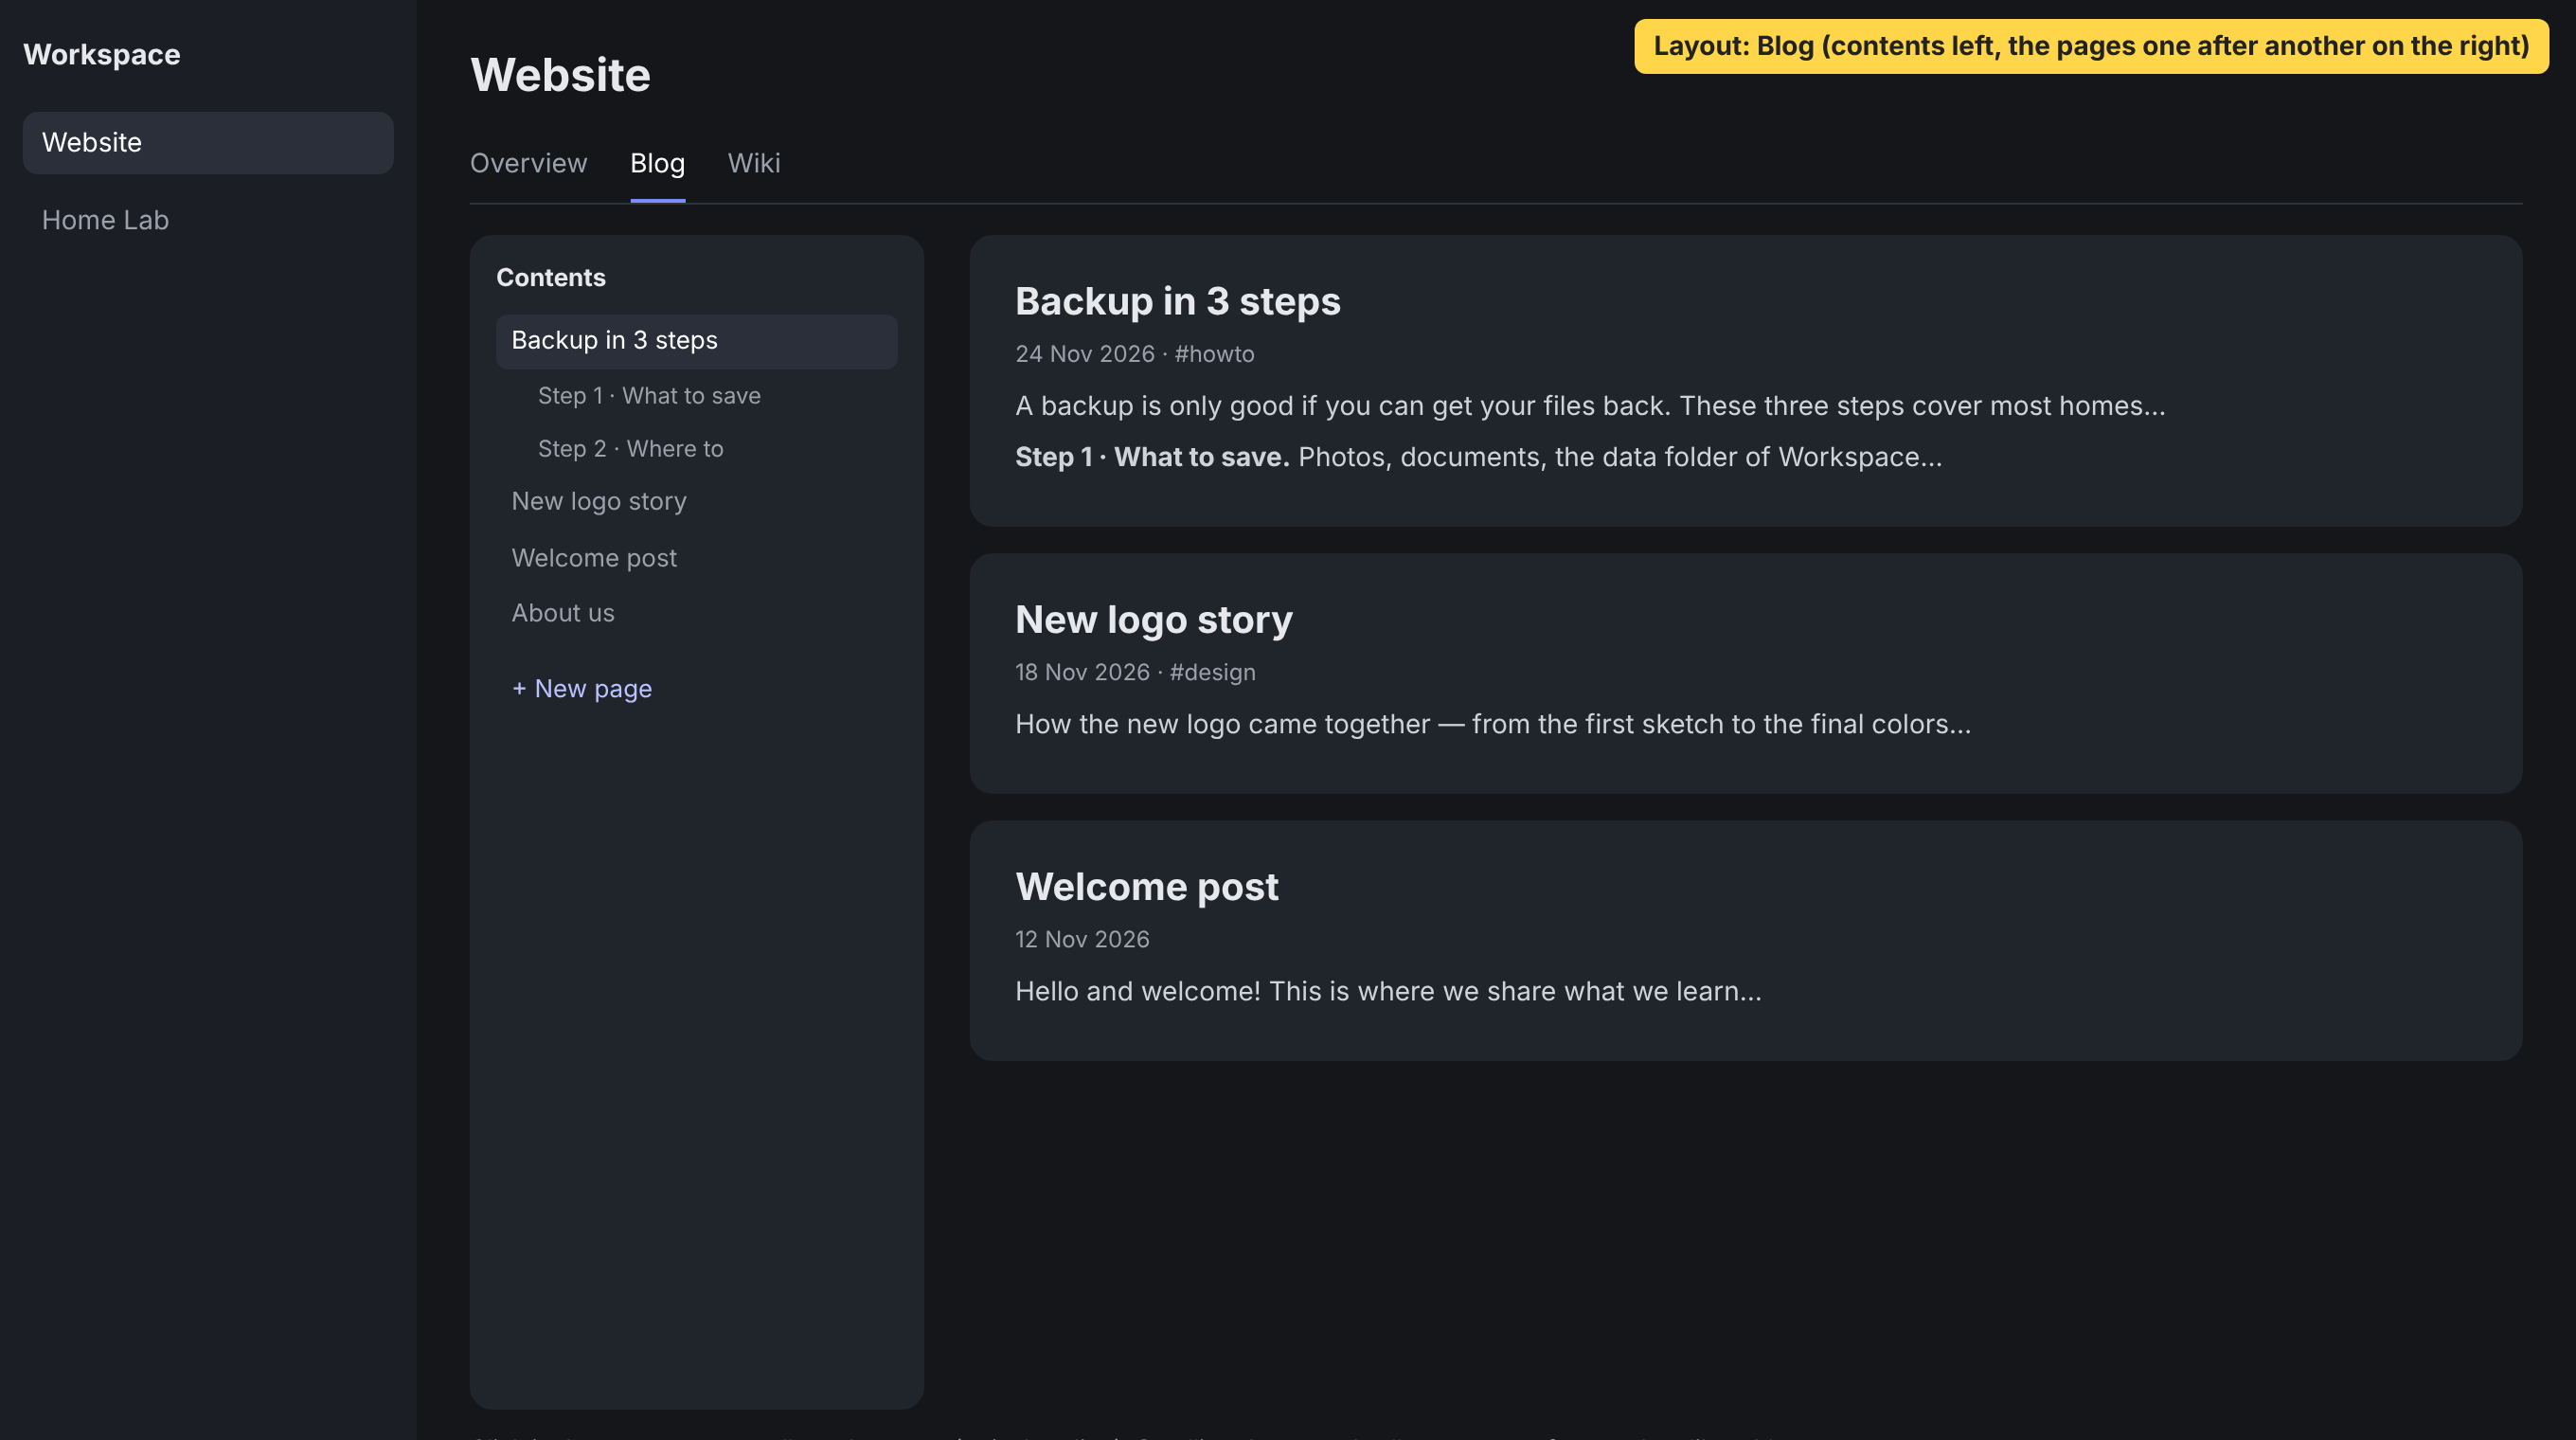 Workspace
Website
Home Lab
Layout: Blog (contents left, the pages one after another on the right)
Website
Overview
Blog
Wiki
Contents
Backup in 3 steps
Step 1 · What to save
Step 2 · Where to
New logo story
Welcome post
About us
+ New page
Backup in 3 steps
24 Nov 2026 · #howto
A backup is only good if you can get your files back. These three steps cover most homes...
Step 1 · What to save. Photos, documents, the data folder of Workspace...
New logo story
18 Nov 2026 · #design
How the new logo came together — from the first sketch to the final colors...
Welcome post
12 Nov 2026
Hello and welcome! This is where we share what we learn...